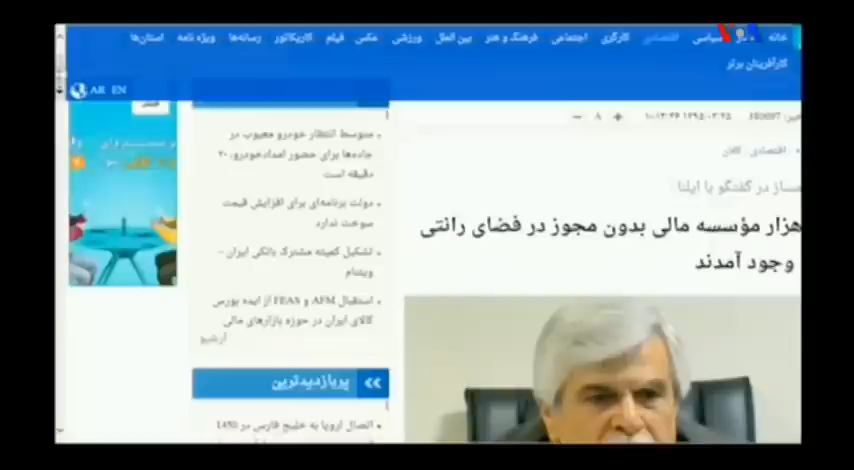 VOA
خانه سیاسی اقتصادی کارگری اجتماعی فرهنگ و هنر بین الملل ورزشی عکس فیلم کاریکاتور رسانه‌ها ویژه نامه استان‌ها
کارآفرینان برتر
AR EN
۱۳۹۵/۰۳/۲۵
A
اقتصادی
در گفتگو با ایلنا
هزار مؤسسه مالی بدون مجوز در فضای رانتی
وجود آمدند
متوسط انتظار خودرو معیوب در
جاده‌ها برای حضور امدادخودرو، ۲۰
دقیقه است
دولت برنامه‌ای برای افزایش قیمت
سوخت ندارد
تشکیل کمیته مشترک بانکی ایران –
ویتنام
استقبال AFM و FEAS از ایده بورس
کالای ایران در حوزه بازارهای مالی
آرشیو
پربازدیدترین
اتصال اروپا به خلیج فارس در 1450